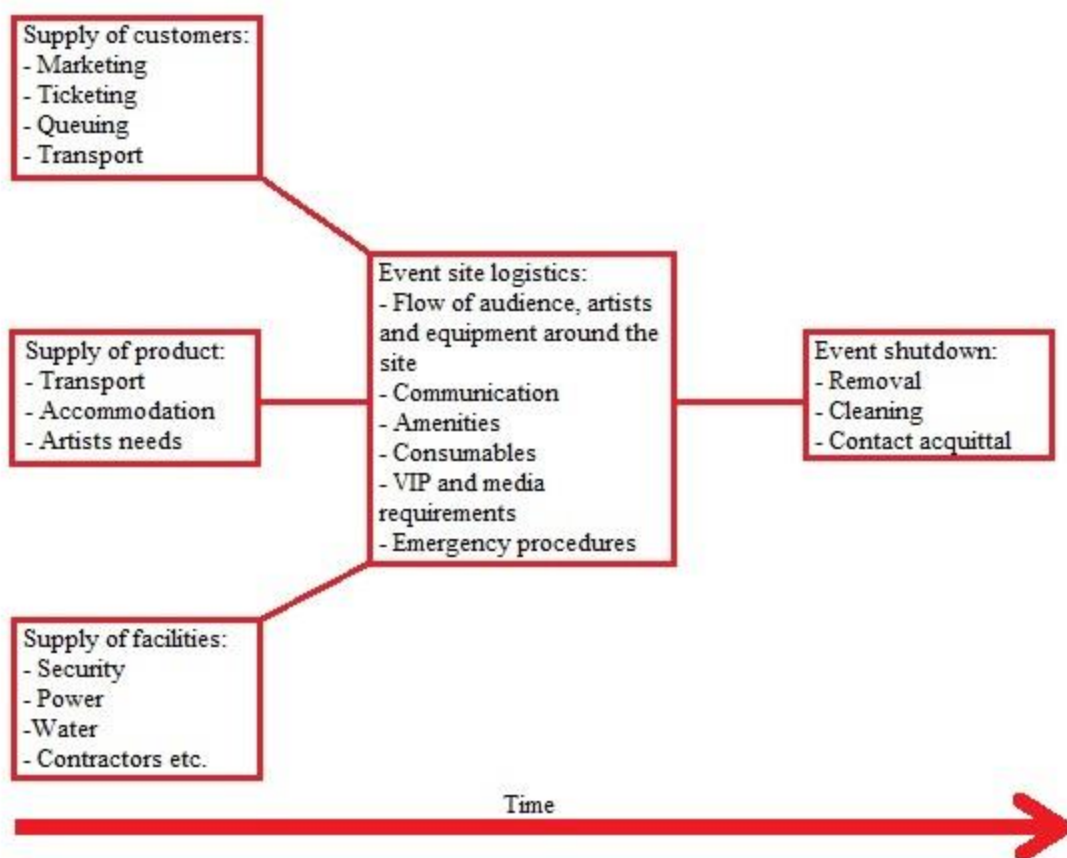 Supply of customers:
- Marketing
- Ticketing
- Queuing
- Transport
Supply of product:
- Transport
- Accommodation
- Artists needs
Supply of facilities:
- Security
- Power
-Water
- Contractors etc.
Event site logistics:
- Flow of audience, artists
and equipment around the
site
- Communication
- Amenities
- Consumables
- VIP and media
requirements
- Emergency procedures
Event shutdown:
- Removal
- Cleaning
- Contact acquittal
Time